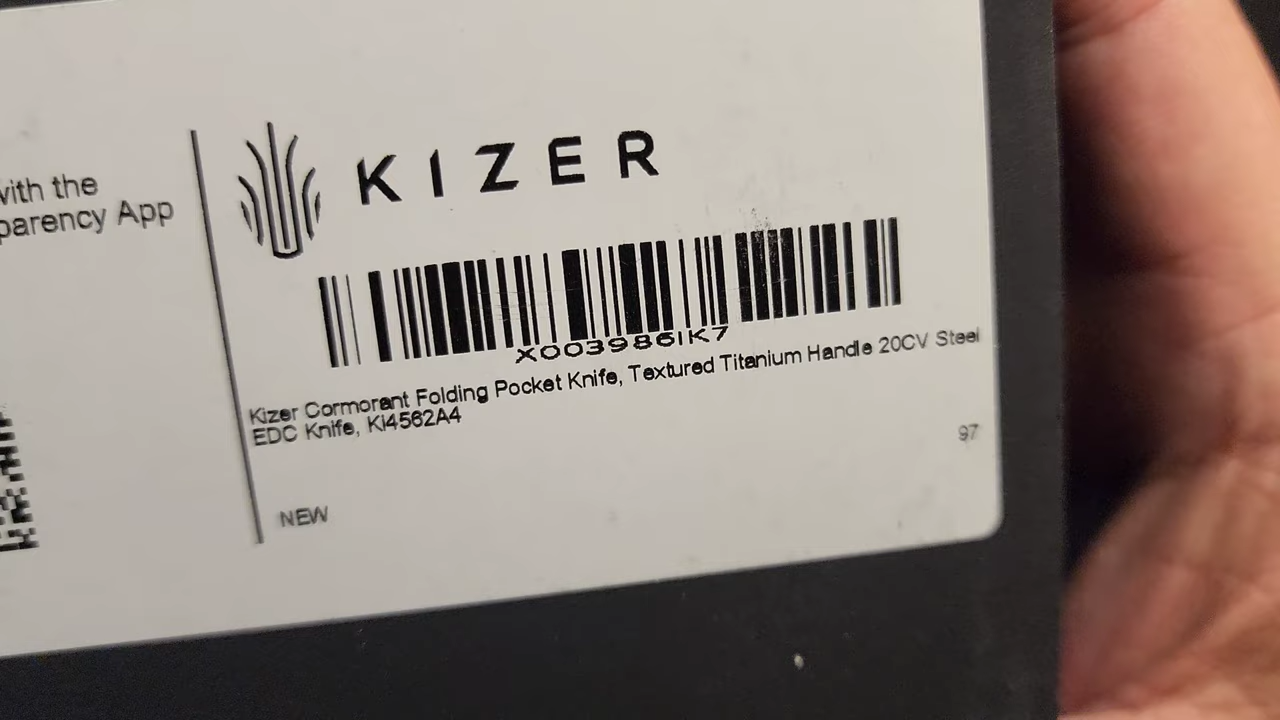 with the
parency App
KIZER
X003986IK7
Kizer Cormorant Folding Pocket Knife, Textured Titanium Handle 20CV Steel
EDC Knife, KI4562A4
97
NEW